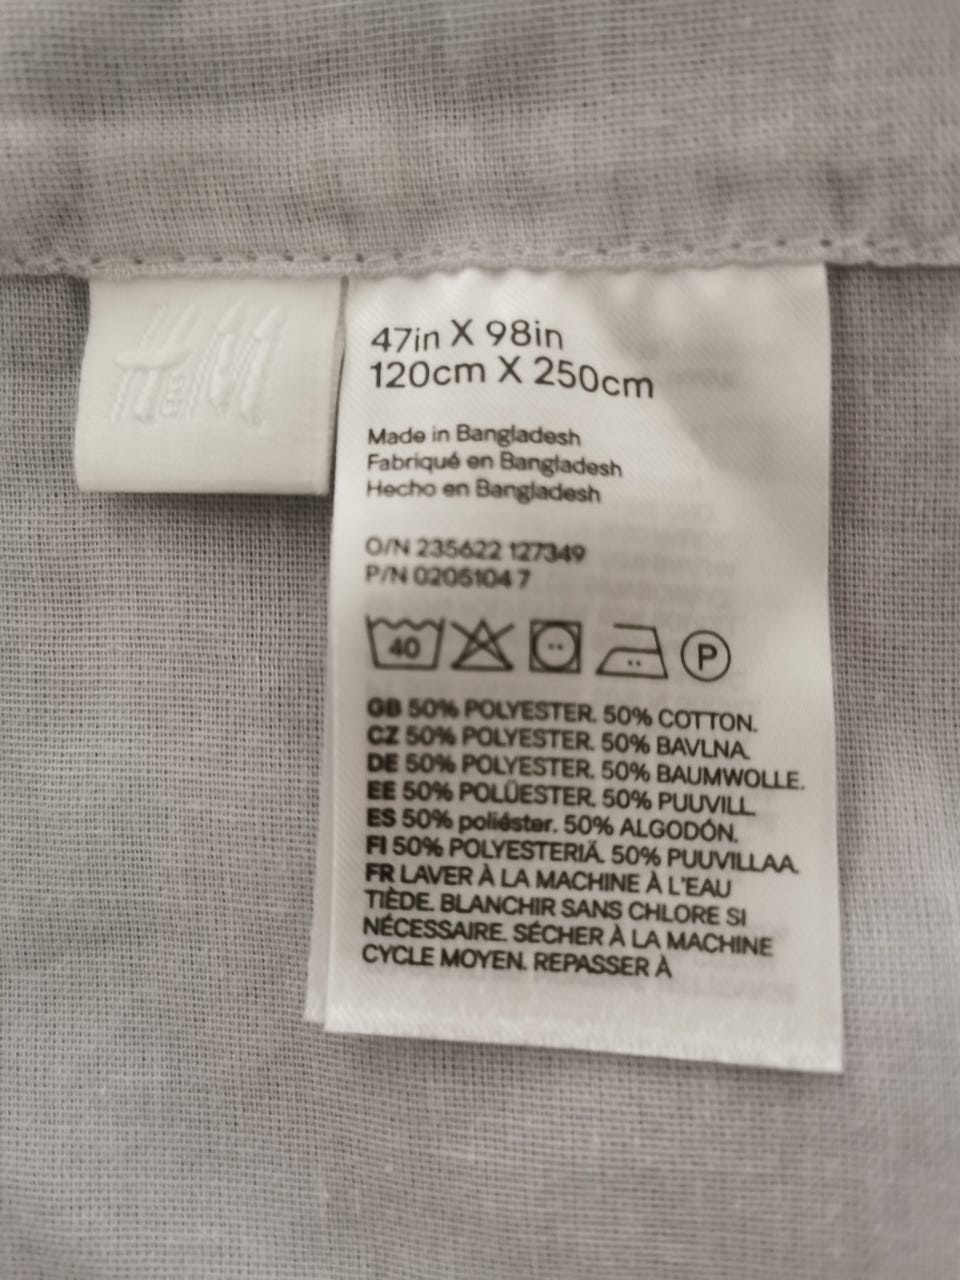 47in X 98in
120cm X 250cm
Made in Bangladesh
Fabriqué en Bangladesh
Hecho en Bangladesh
O/N 235622 127349
P/N 0205104 7
40 P
GB 50% POLYESTER. 50% COTTON.
CZ 50% POLYESTER. 50% BAVLNA.
DE 50% POLYESTER. 50% BAUMWOLLE.
EE 50% POLÜESTER. 50% PUUVILL.
ES 50% poliéster. 50% ALGODÓN.
FI 50% POLYESTERIÄ. 50% PUUVILLAA.
FR LAVER À LA MACHINE À L'EAU
TIÈDE. BLANCHIR SANS CHLORE SI
NÉCESSAIRE. SÉCHER À LA MACHINE
CYCLE MOYEN. REPASSER À